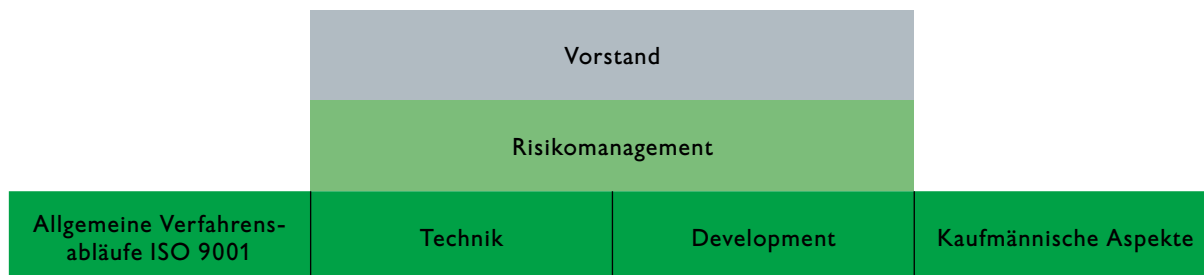 Vorstand
Risikomanagement
Allgemeine Verfahrens-
abläufe ISO 9001
Technik
Development
Kaufmännische Aspekte